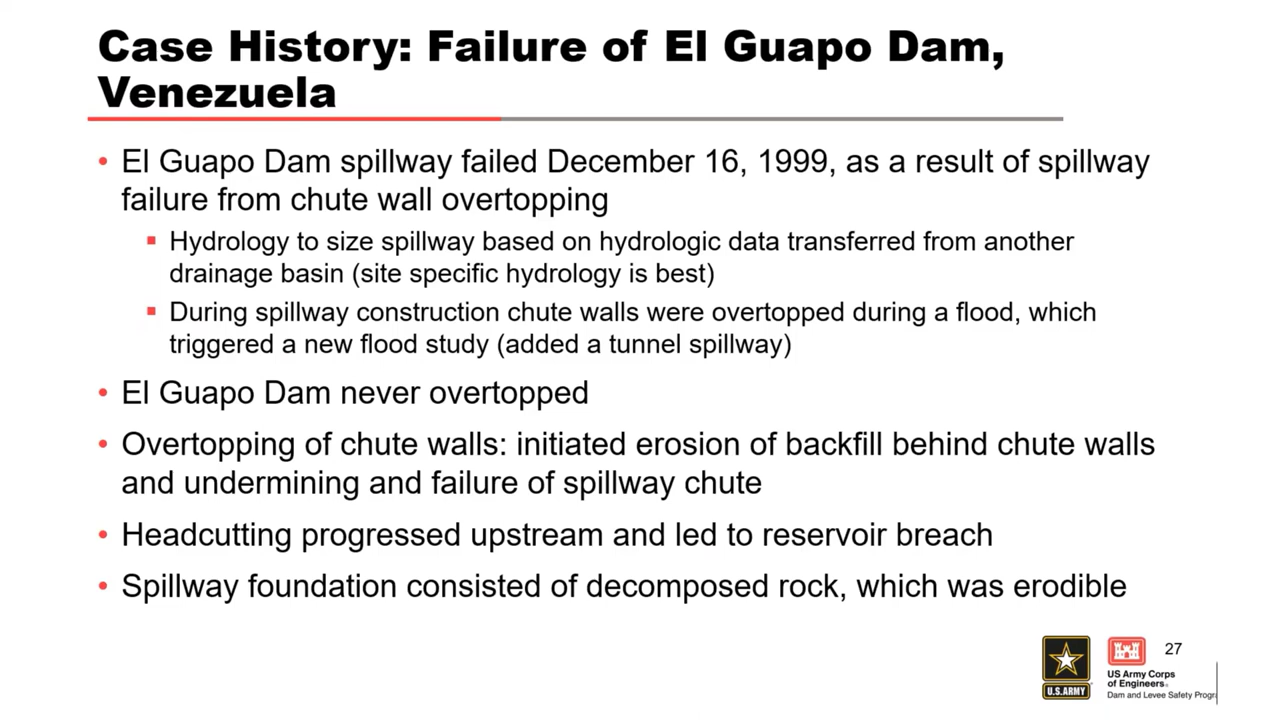 Case History: Failure of El Guapo Dam,
Venezuela
• El Guapo Dam spillway failed December 16, 1999, as a result of spillway
failure from chute wall overtopping
▪ Hydrology to size spillway based on hydrologic data transferred from another
drainage basin (site specific hydrology is best)
▪ During spillway construction chute walls were overtopped during a flood, which
triggered a new flood study (added a tunnel spillway)
• El Guapo Dam never overtopped
• Overtopping of chute walls: initiated erosion of backfill behind chute walls
and undermining and failure of spillway chute
• Headcutting progressed upstream and led to reservoir breach
• Spillway foundation consisted of decomposed rock, which was erodible
27
U.S.ARMY
US Army Corps
of Engineers®
Dam and Levee Safety Progra